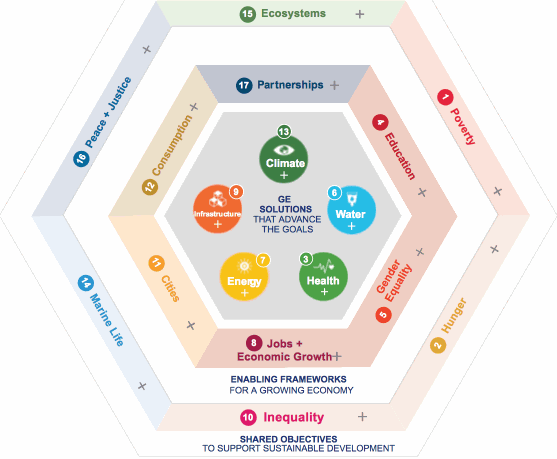 15 Ecosystems +
17 Partnerships +
16 Peace + Justice +
12 Consumption +
4 Education +
1 Poverty +
13
Climate
+
9
Infrastructure
+
GE
SOLUTIONS
THAT ADVANCE
THE GOALS
6
Water
+
7
Energy
+
3
Health
+
11 Cities +
14 Marine Life +
5 Gender
Equality +
2 Hunger +
8 Jobs +
Economic Growth +
ENABLING FRAMEWORKS
FOR A GROWING ECONOMY
10 Inequality +
SHARED OBJECTIVES
TO SUPPORT SUSTAINABLE DEVELOPMENT